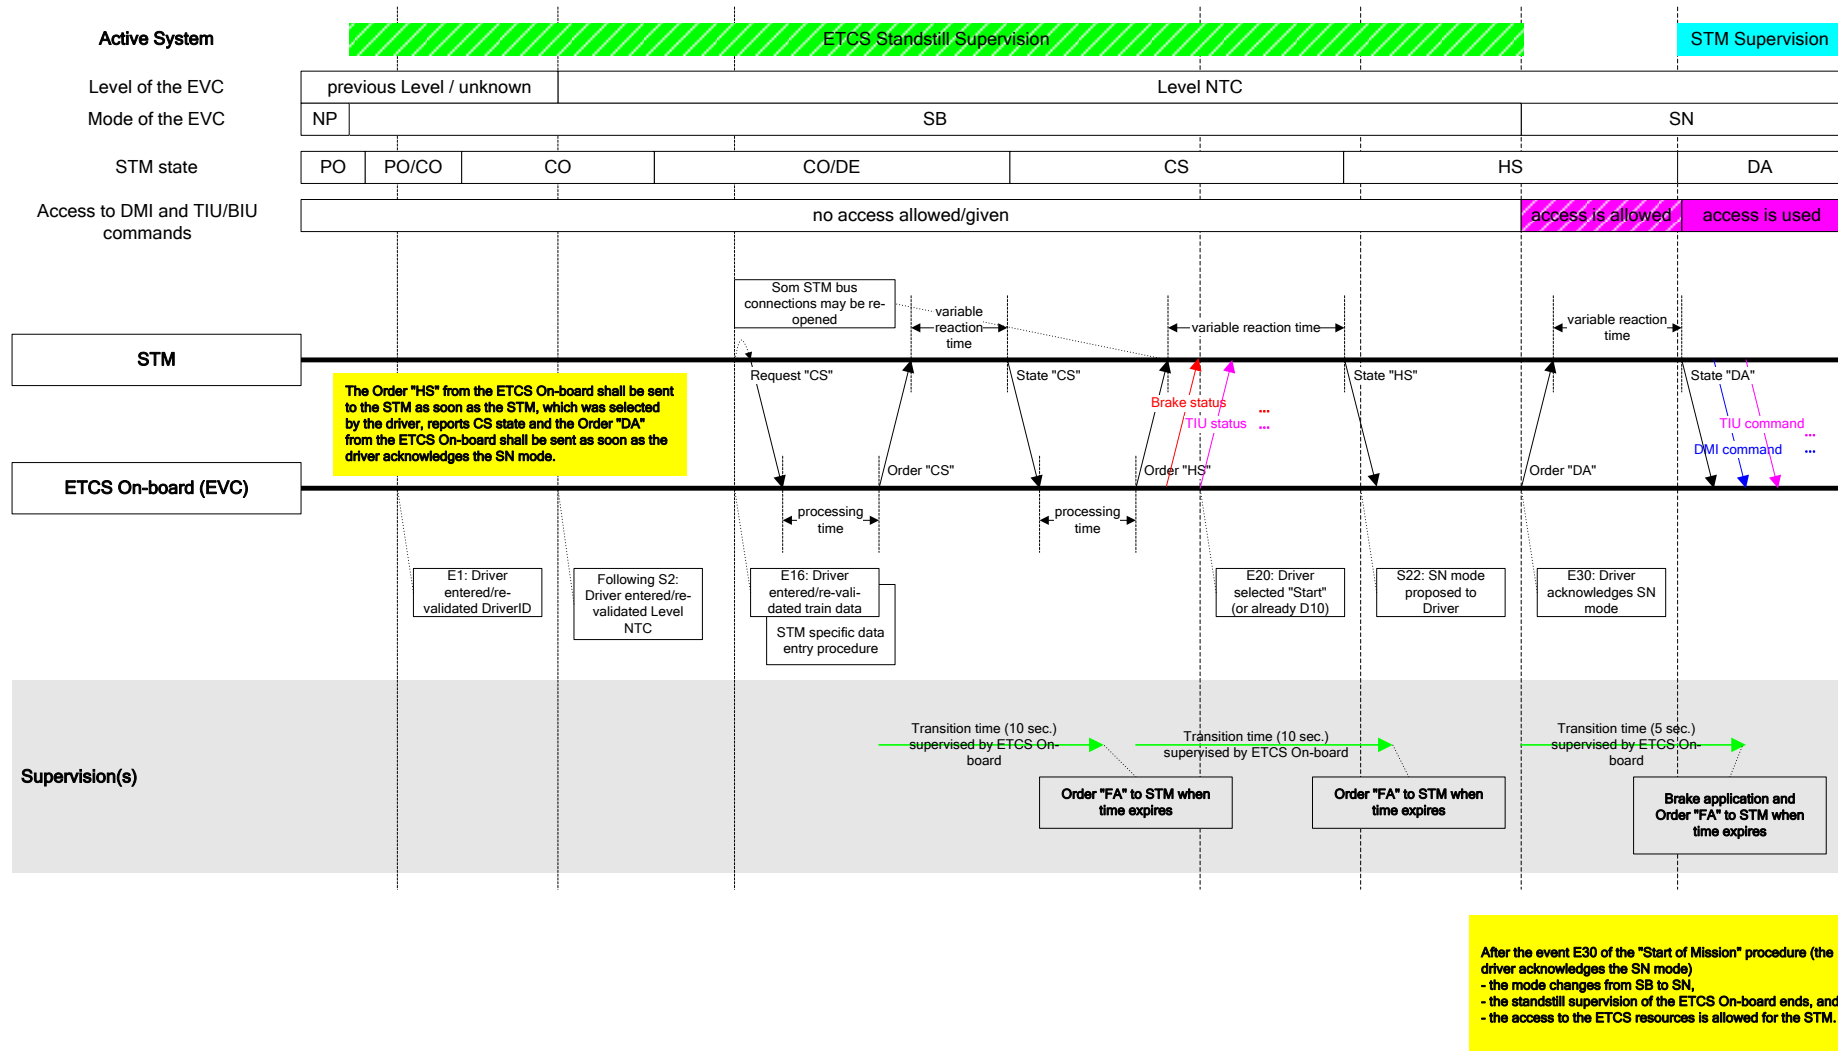 Active System
ETCS Standstill Supervision
STM Supervision
Level of the EVC
previous Level / unknown
Level NTC
Mode of the EVC
NP
SB
SN
STM state
PO
PO/CO
CO
CO/DE
CS
HS
DA
Access to DMI and TIU/BIU
commands
no access allowed/given
access is allowed
access is used
Som STM bus
connections may be re-
opened
variable
reaction
time
variable reaction time
variable reaction
time
STM
Request "CS"
State "CS"
State "HS"
State "DA"
The Order "HS" from the ETCS On-board shall be sent
to the STM as soon as the STM, which was selected
by the driver, reports CS state and the Order "DA"
from the ETCS On-board shall be sent as soon as the
driver acknowledges the SN mode.
Brake status
...
TIU status
...
TIU command
...
DMI command
...
Order "CS"
Order "HS"
Order "DA"
ETCS On-board (EVC)
processing
time
processing
time
E1: Driver
entered/re-
validated DriverID
Following S2:
Driver entered/re-
validated Level
NTC
E16: Driver
entered/re-vali-
dated train data
STM specific data
entry procedure
E20: Driver
selected "Start"
(or already D10)
S22: SN mode
proposed to
Driver
E30: Driver
acknowledges SN
mode
Supervision(s)
Transition time (10 sec.)
supervised by ETCS On-
board
Transition time (10 sec.)
supervised by ETCS On-board
Transition time (5 sec.)
supervised by ETCS On-
board
Order "FA" to STM when
time expires
Order "FA" to STM when
time expires
Brake application and
Order "FA" to STM when
time expires
After the event E30 of the "Start of Mission" procedure (the
driver acknowledges the SN mode)
- the mode changes from SB to SN,
- the standstill supervision of the ETCS On-board ends, and
- the access to the ETCS resources is allowed for the STM.